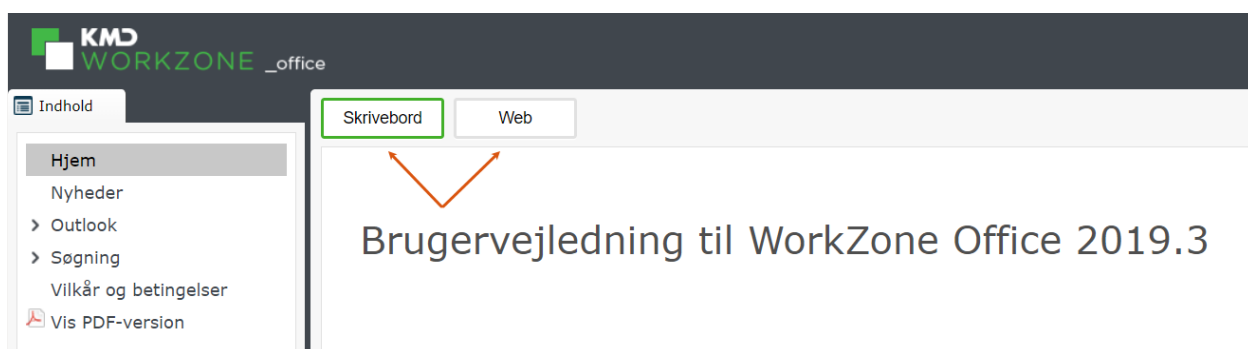 KMD
WORKZONE _office
Indhold
Skrivebord
Web
Hjem
Nyheder
Outlook
Søgning
Vilkår og betingelser
Vis PDF-version
Brugervejledning til WorkZone Office 2019.3